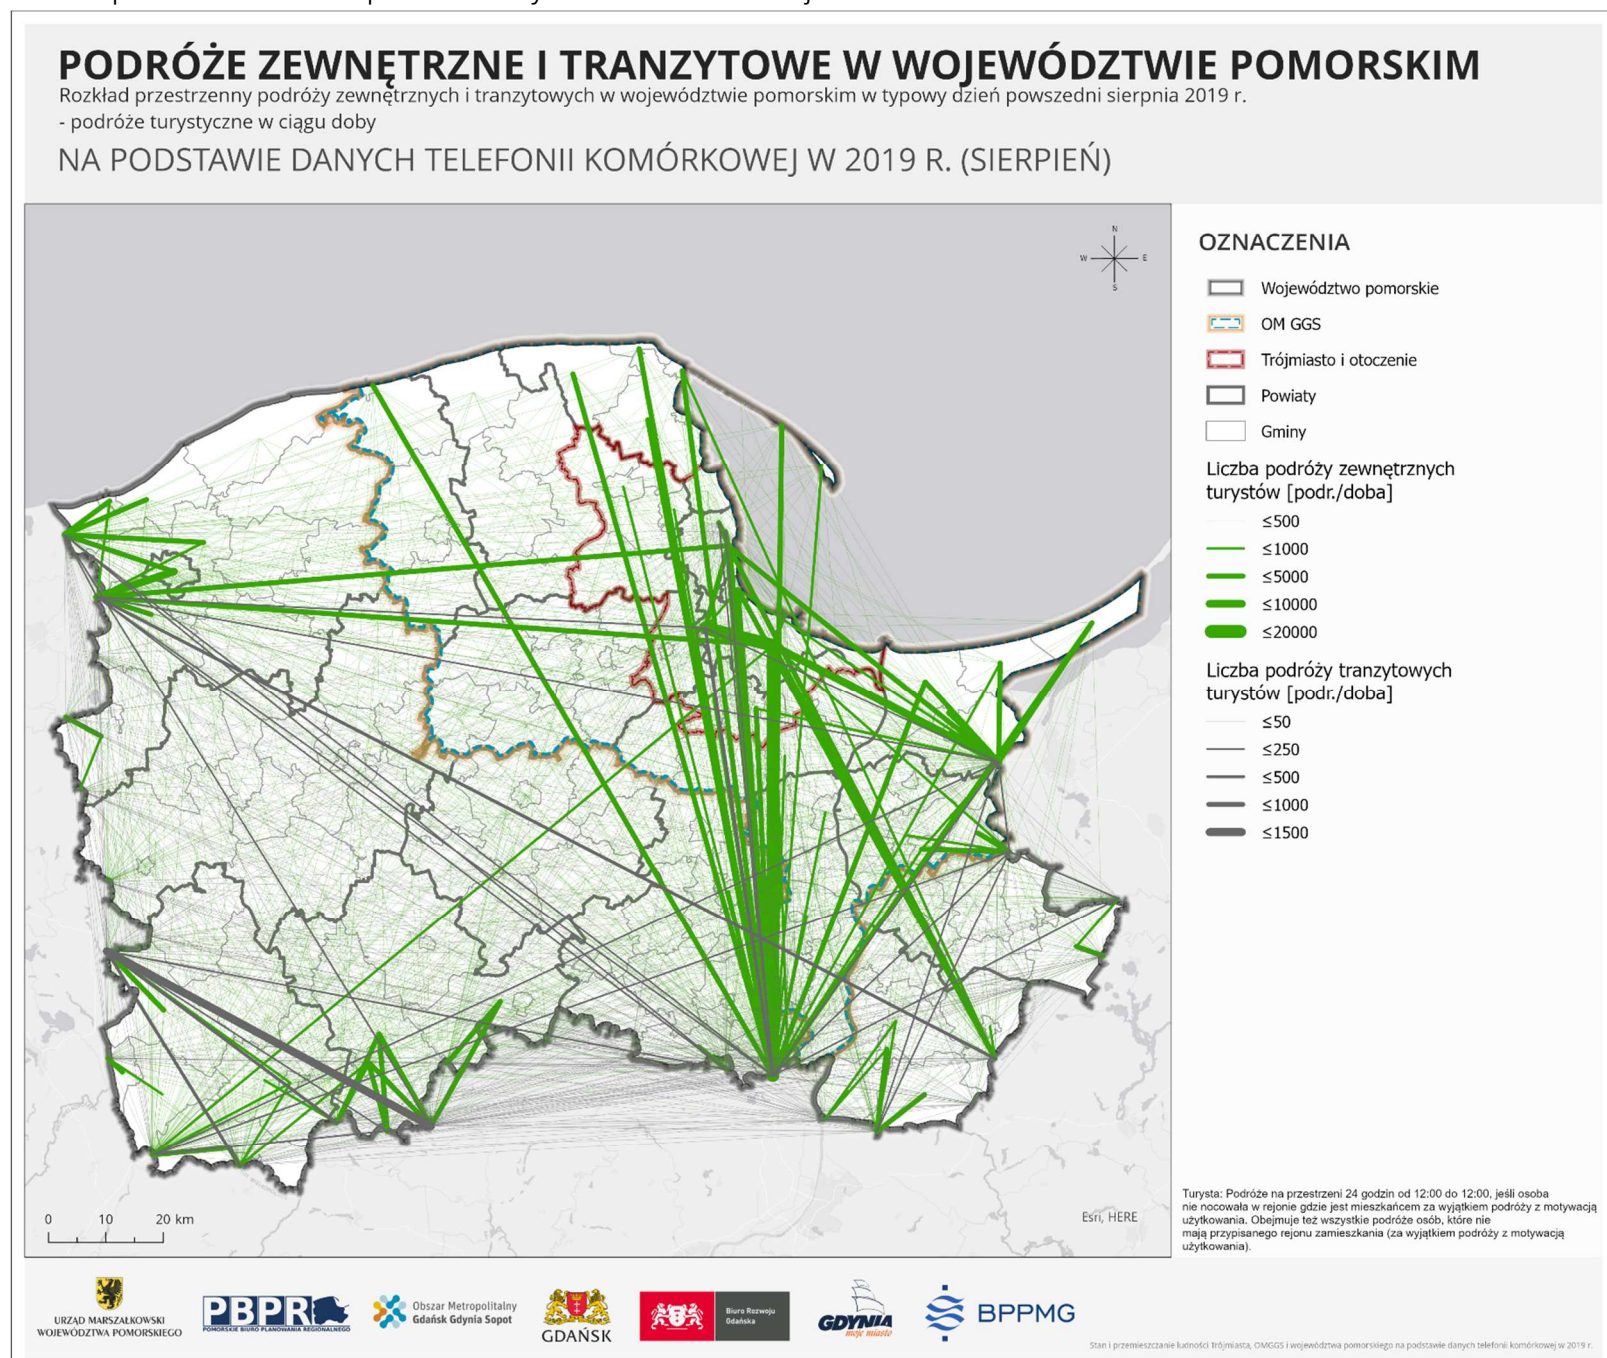 PODRÓŻE ZEWNĘTRZNE I TRANZYTOWE W WOJEWÓDZTWIE POMORSKIM
Rozkład przestrzenny podróży zewnętrznych i tranzytowych w województwie pomorskim w typowy dzień powszedni sierpnia 2019 r.
- podróże turystyczne w ciągu doby
NA PODSTAWIE DANYCH TELEFONII KOMÓRKOWEJ W 2019 R. (SIERPIEŃ)
N
W
E
S
OZNACZENIA
Województwo pomorskie
OM GGS
Trójmiasto i otoczenie
Powiaty
Gminy
Liczba podróży zewnętrznych
turystów [podr./doba]
≤500
≤1000
≤5000
≤10000
≤20000
Liczba podróży tranzytowych
turystów [podr./doba]
≤50
≤250
≤500
≤1000
≤1500
0 10 20 km
Esri, HERE
Turysta: Podróże na przestrzeni 24 godzin od 12:00 do 12:00, jeśli osoba
nie nocowała w rejonie gdzie jest mieszkańcem za wyjątkiem podróży z motywacją
użytkowania. Obejmuje też wszystkie podróże osób, które nie
mają przypisanego rejonu zamieszkania (za wyjątkiem podróży z motywacją
użytkowania).
URZĄD MARSZAŁKOWSKI
WOJEWÓDZTWA POMORSKIEGO
PBPR
POMORSKIE BIURO PLANOWANIA REGIONALNEGO
Obszar Metropolitalny
Gdańsk Gdynia Sopot
GDAŃSK
Biuro Rozwoju
Gdańska
GDYNIA
moje miasto
BPPMG
Stan i przemieszczanie ludności Trójmiasta, OMGGS i województwa pomorskiego na podstawie danych telefonii komórkowej w 2019 r.